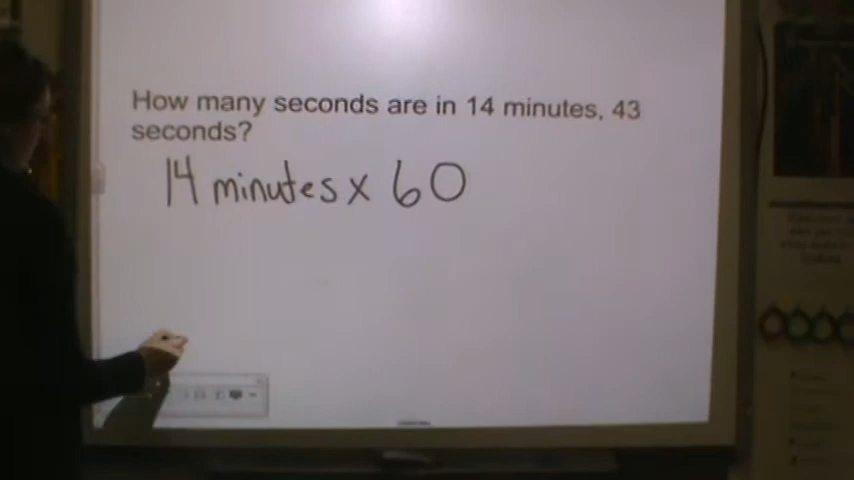 How many seconds are in 14 minutes, 43
seconds?
14 minutes x 60